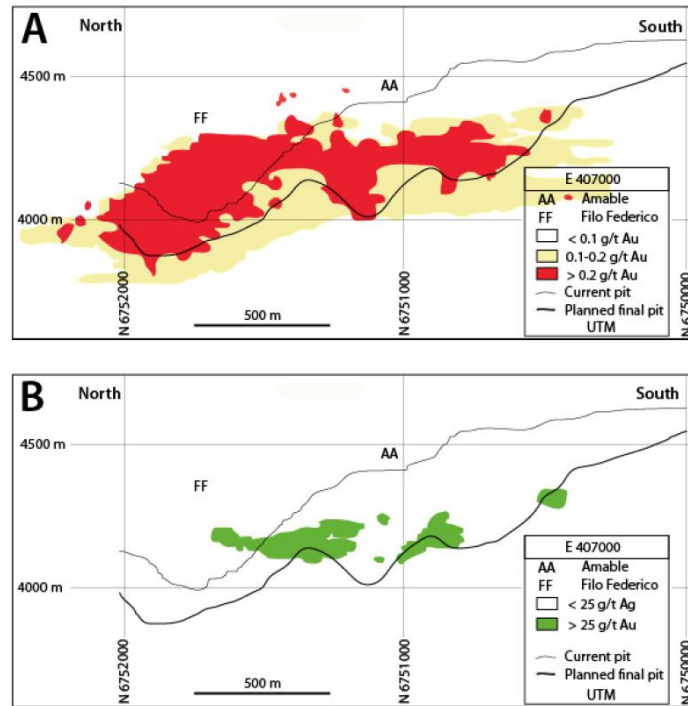 A
North
South
4500 m
AA
FF
4000 m
E 407000
AA Amable
FF Filo Federico
< 0.1 g/t Au
0.1-0.2 g/t Au
> 0.2 g/t Au
Current pit
Planned final pit
UTM
500 m
N 6752000
N 6751000
N 6750000
B
North
South
4500 m
AA
FF
4000 m
E 407000
AA Amable
FF Filo Federico
< 25 g/t Ag
> 25 g/t Au
Current pit
Planned final pit
UTM
500 m
N 6752000
N 6751000
N 6750000